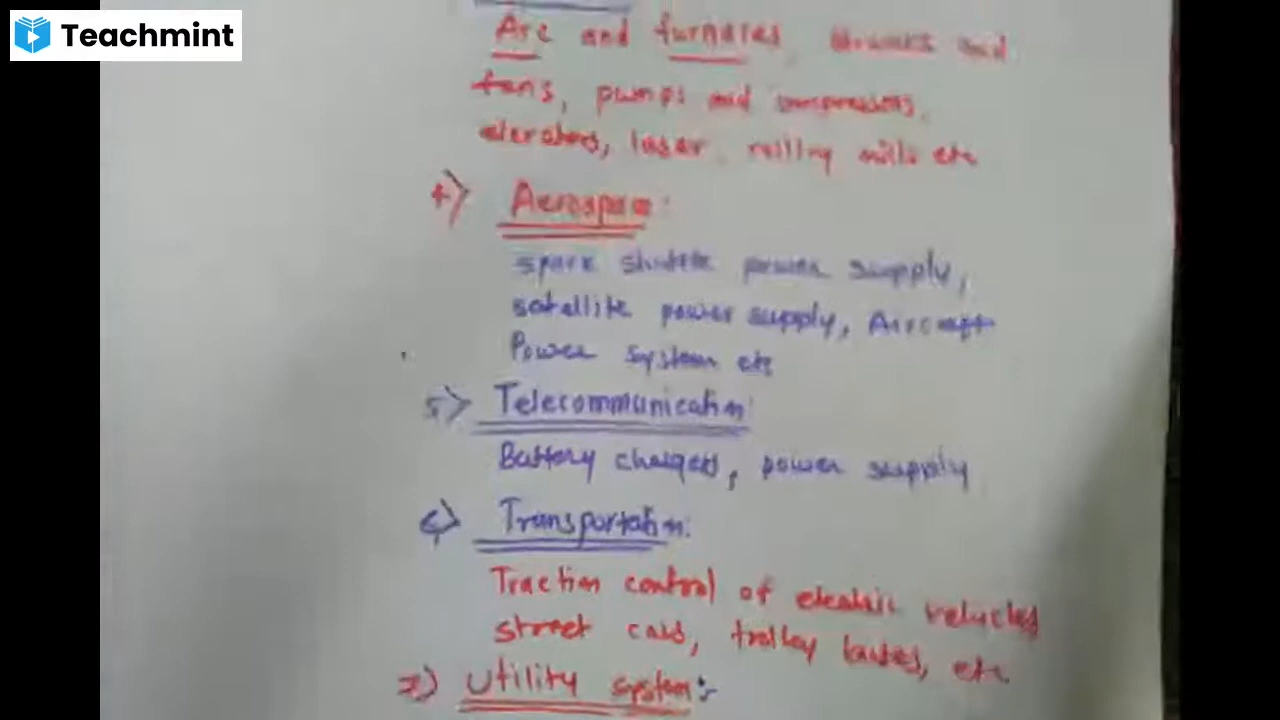 Teachmint
Arc and furnaces, blowers and
fans, pumps and compressors,
elevators, laser, rolling mills etc
4) Aerospace:
space shuttle power supply,
satellite power supply, Aircraft
Power system etc
5) Telecommunication:
Battery chargers, power supply
6) Transportation:
Traction control of electric vehicles
street cars, trolley buses, etc
7) Utility system:-